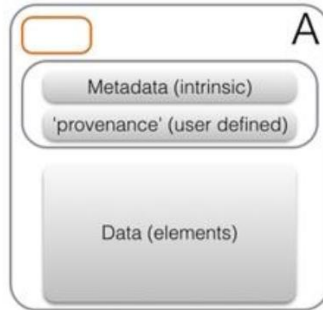 A
Metadata (intrinsic)
'provenance' (user defined)
Data (elements)